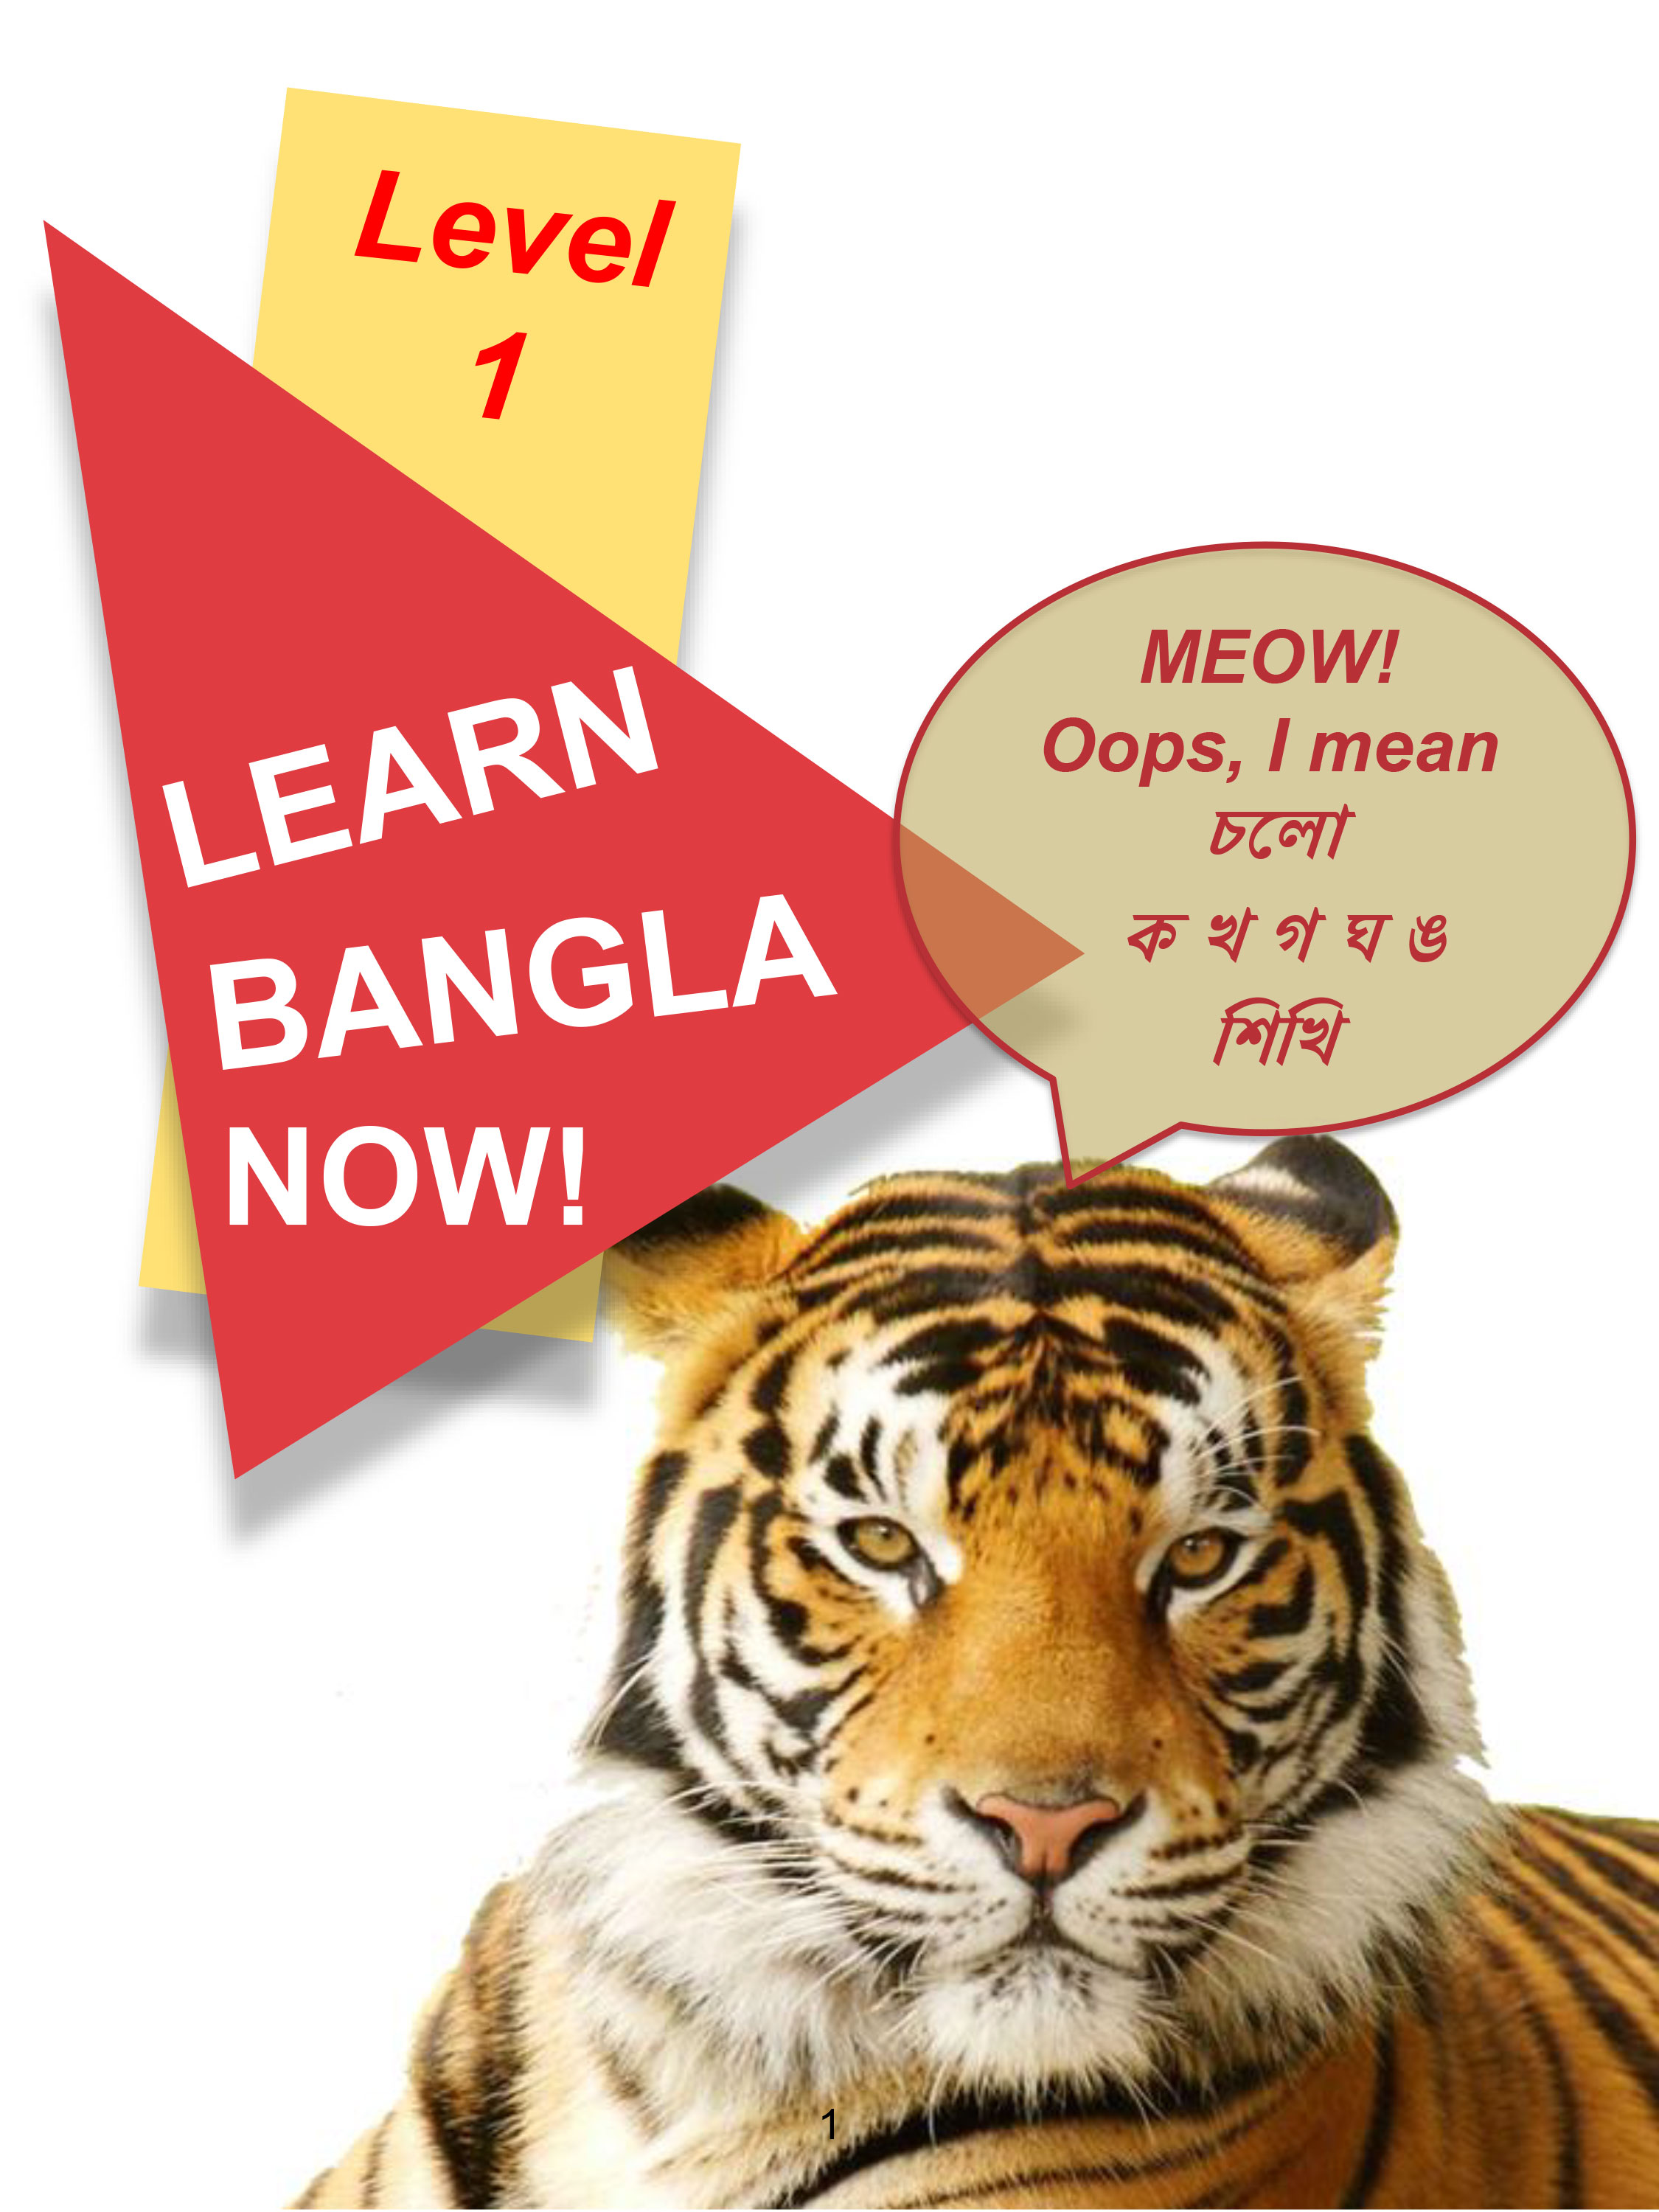 Level
1
LEARN
BANGLA
NOW!
MEOW!
Oops, I mean
চলো
ক খ গ ঘ ঙ
শিখি
1